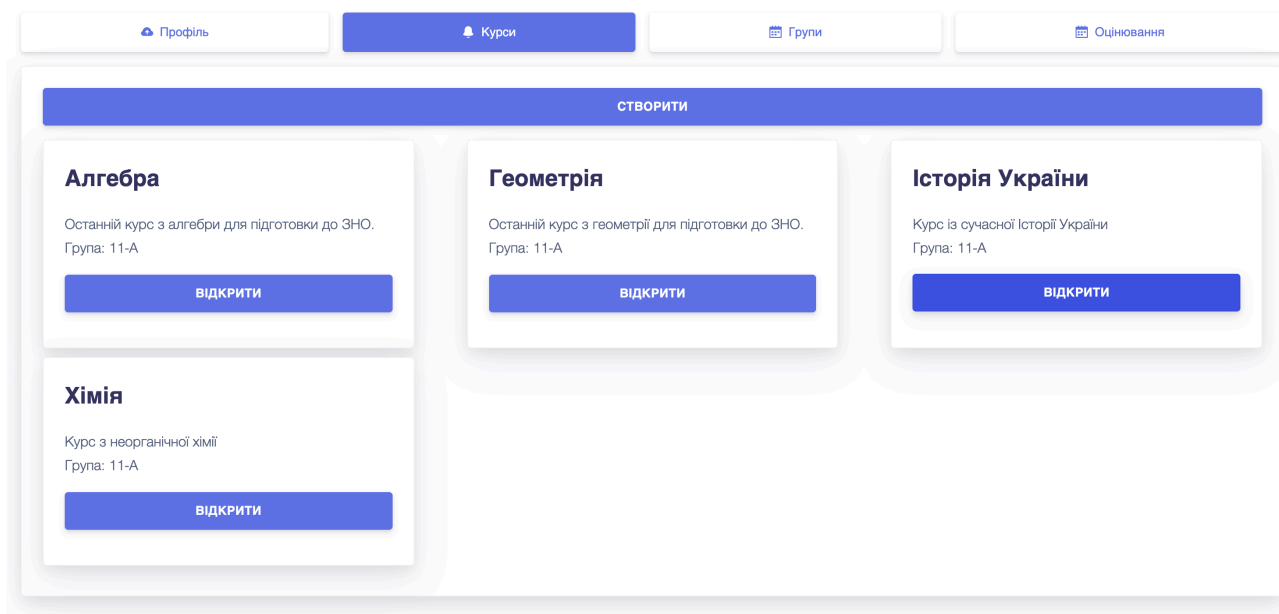 Профіль
Курси
Групи
Оцінювання
СТВОРИТИ
Алгебра
Останній курс з алгебри для підготовки до ЗНО.
Група: 11-А
ВІДКРИТИ
Геометрія
Останній курс з геометрії для підготовки до ЗНО.
Група: 11-А
ВІДКРИТИ
Історія України
Курс із сучасної Історії України
Група: 11-А
ВІДКРИТИ
Хімія
Курс з неорганічної хімії
Група: 11-А
ВІДКРИТИ